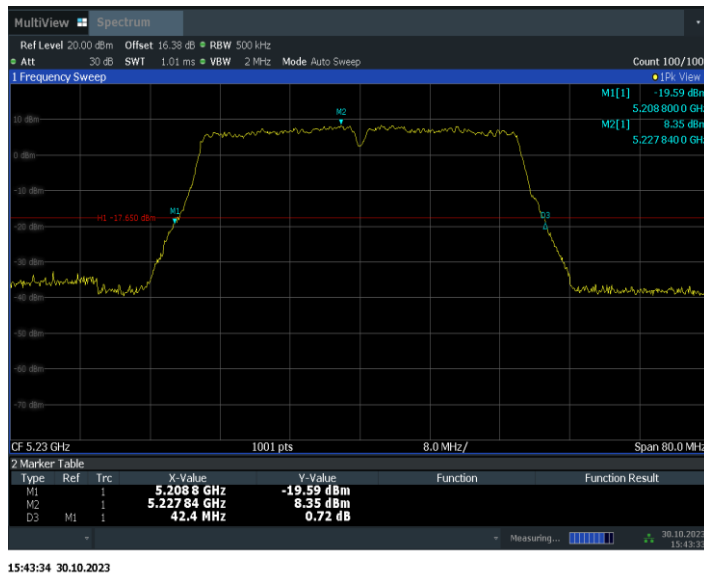 MultiView Spectrum
Ref Level 20.00 dBm Offset 16.38 dB RBW 500 kHz
Att 30 dB SWT 1.01 ms VBW 2 MHz Mode Auto Sweep Count 100/100
1 Frequency Sweep 1Pk View
M1[1] -19.59 dBm
5.208 800 0 GHz
M2
10 dBm
M2[1] 8.35 dBm
5.227 840 0 GHz
0 dBm
-10 dBm
M1
H1 -17.650 dBm
D3
-20 dBm
-30 dBm
-40 dBm
-50 dBm
-60 dBm
-70 dBm
CF 5.23 GHz 1001 pts 8.0 MHz/ Span 80.0 MHz
2 Marker Table
Type Ref Trc X-Value Y-Value Function Function Result
M1 1 5.208 8 GHz -19.59 dBm
M2 1 5.227 84 GHz 8.35 dBm
D3 M1 1 42.4 MHz 0.72 dB
Measuring... 30.10.2023
15:43:33
15:43:34 30.10.2023